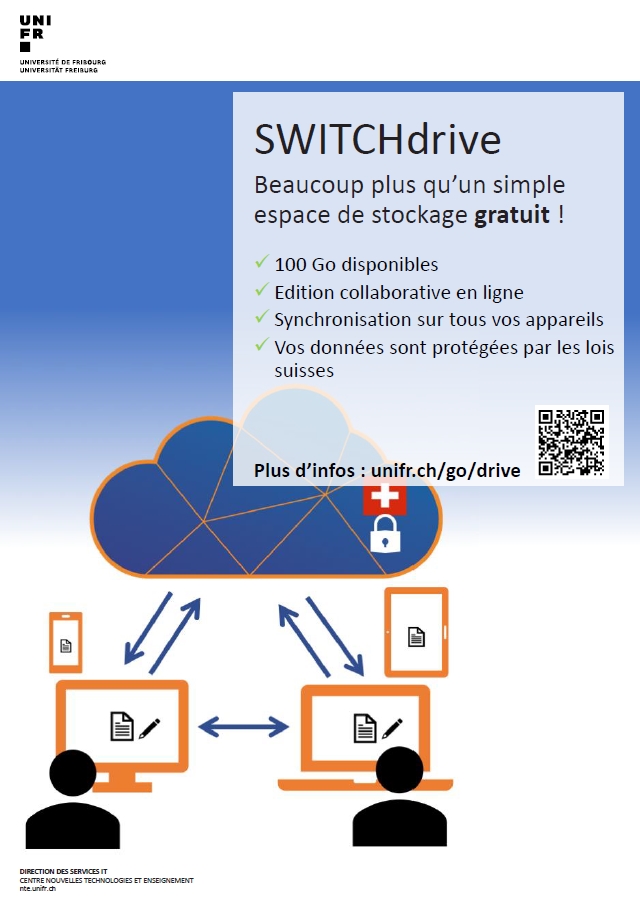 UNI
FR
UNIVERSITÉ DE FRIBOURG
UNIVERSITÄT FREIBURG
SWITCHdrive
Beaucoup plus qu’un simple
espace de stockage gratuit !
100 Go disponibles
Edition collaborative en ligne
Synchronisation sur tous vos appareils
Vos données sont protégées par les lois
suisses
Plus d’infos : unifr.ch/go/drive
DIRECTION DES SERVICES IT
CENTRE NOUVELLES TECHNOLOGIES ET ENSEIGNEMENT
nte.unifr.ch